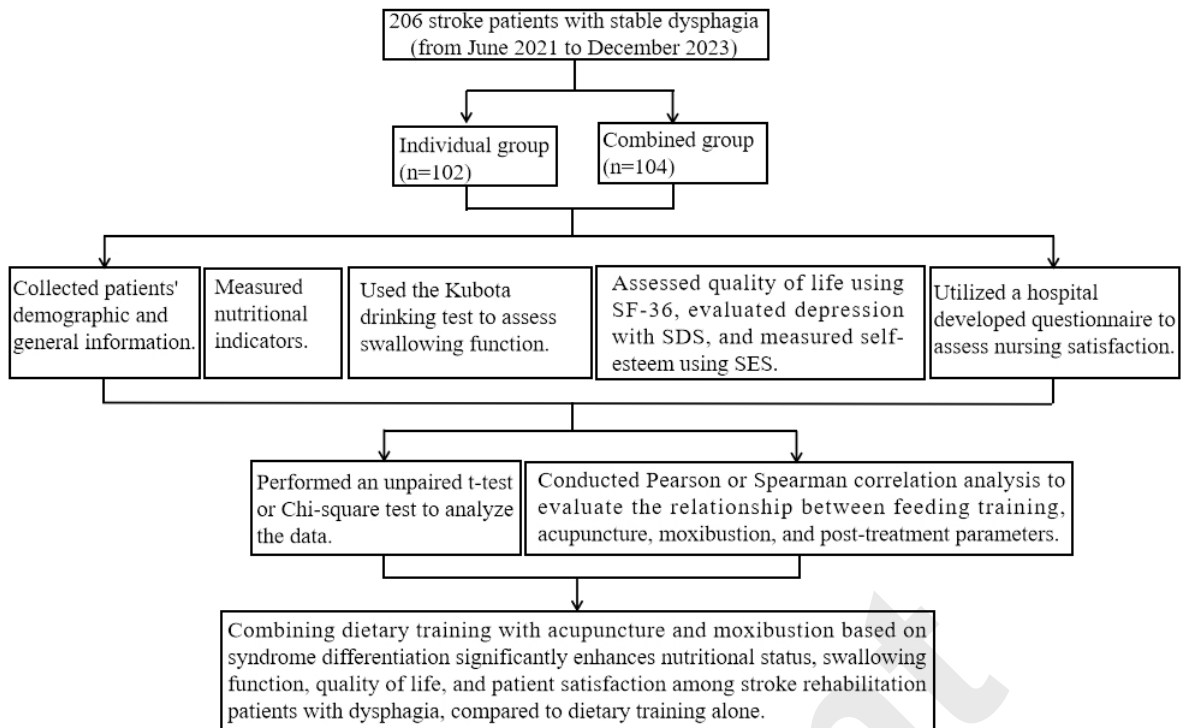 206 stroke patients with stable dysphagia
(from June 2021 to December 2023)
Individual group
(n=102)
Combined group
(n=104)
Collected patients'
demographic and
general information.
Measured
nutritional
indicators.
Used the Kubota
drinking test to assess
swallowing function.
Assessed quality of life using
SF-36, evaluated depression
with SDS, and measured self-
esteem using SES.
Utilized a hospital
developed questionnaire to
assess nursing satisfaction.
Performed an unpaired t-test
or Chi-square test to analyze
the data.
Conducted Pearson or Spearman correlation analysis to
evaluate the relationship between feeding training,
acupuncture, moxibustion, and post-treatment parameters.
Combining dietary training with acupuncture and moxibustion based on
syndrome differentiation significantly enhances nutritional status, swallowing
function, quality of life, and patient satisfaction among stroke rehabilitation
patients with dysphagia, compared to dietary training alone.